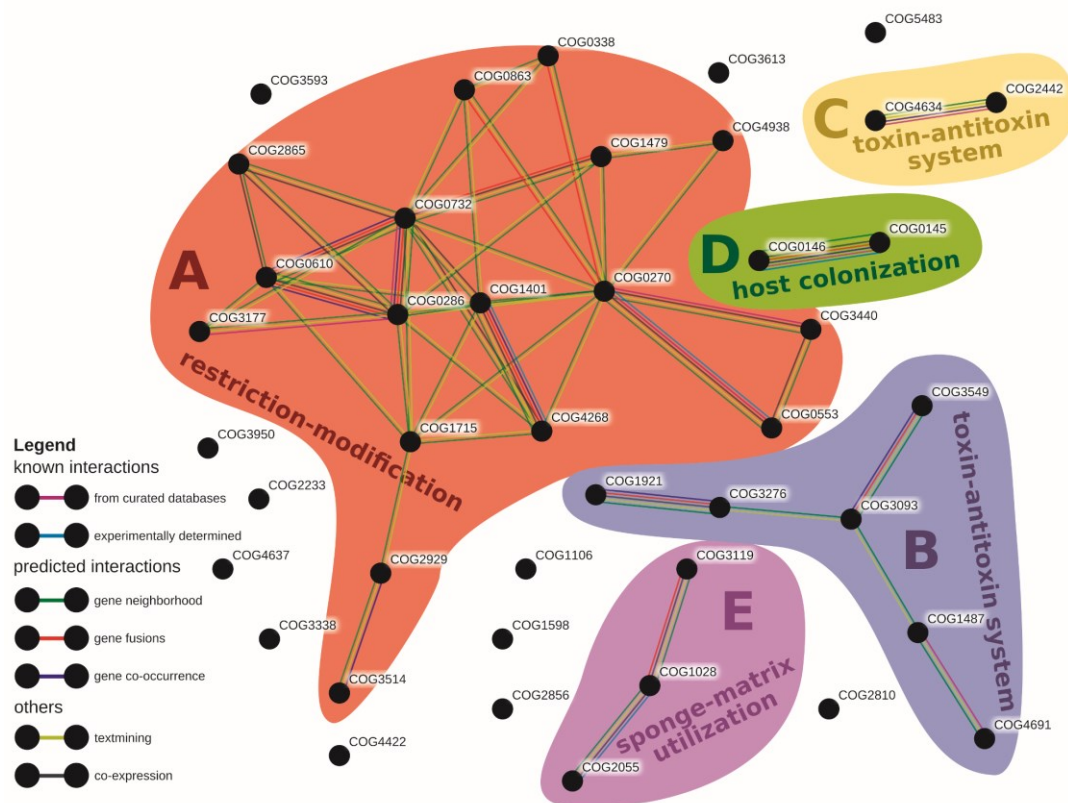 COG5483
COG0338
COG3613
COG0863
COG3593
COG2442
COG4634
C
toxin-antitoxin
system
COG4938
COG1479
COG2865
COG0732
COG0145
COG0146
D
host colonization
A
COG0610
COG0270
COG0286
COG1401
COG3177
COG3440
restriction-modification
COG3549
COG0553
COG4268
COG1715
Legend
known interactions
from curated databases
experimentally determined
predicted interactions
gene neighborhood
gene fusions
gene co-occurrence
others
textmining
co-expression
COG3950
COG2233
COG1921
COG3276
COG3093
toxin-antitoxin system
B
COG4637
COG2929
COG1106
COG3119
E
COG1487
COG3338
COG1598
COG3514
COG2856
COG1028
sponge-matrix
utilization
COG2810
COG4691
COG4422
COG2055